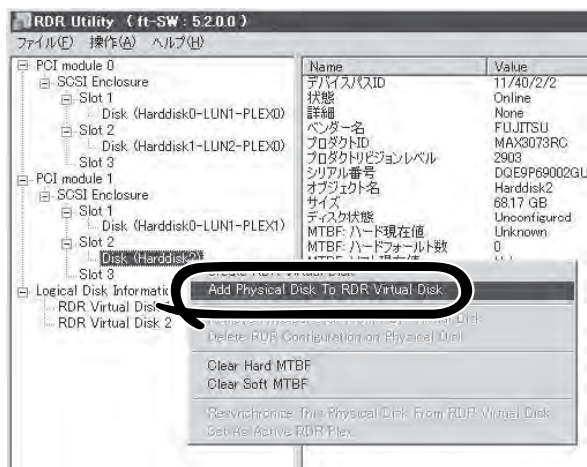 RDR Utility ( ft-SW : 5.2.0.0 )
ファイル(F) 操作(A) ヘルプ(H)
PCI module 0
SCSI Enclosure
Slot 1
Disk (Harddisk0-LUN1-PLEX0)
Slot 2
Disk (Harddisk1-LUN2-PLEX0)
Slot 3
PCI module 1
SCSI Enclosure
Slot 1
Disk (Harddisk0-LUN1-PLEX1)
Slot 2
Disk (Harddisk2)
Slot 3
Logical Disk Informatic
RDR Virtual Disk
RDR Virtual Disk 2
Name Value
デバイスパスID 11/40/2/2
状態 Online
詳細 None
ベンダー名 FUJITSU
プロダクトID MAX3073RC
プロダクトリビジョンレベル 2903
シリアル番号 DQE9P69002GU
オブジェクト名 Harddisk2
サイズ 68.17 GB
ディスク状態 Unconfigured
MTBF: ハード現在値 Unknown
MTBF: ハードフォールト数 0
Add Physical Disk To RDR Virtual Disk
Delete RDR Configuration on Physical Disk
Clear Hard MTBF
Clear Soft MTBF
Resynchronize This Physical Disk From RDR Virtual Disk
Set As Active RDR Plex